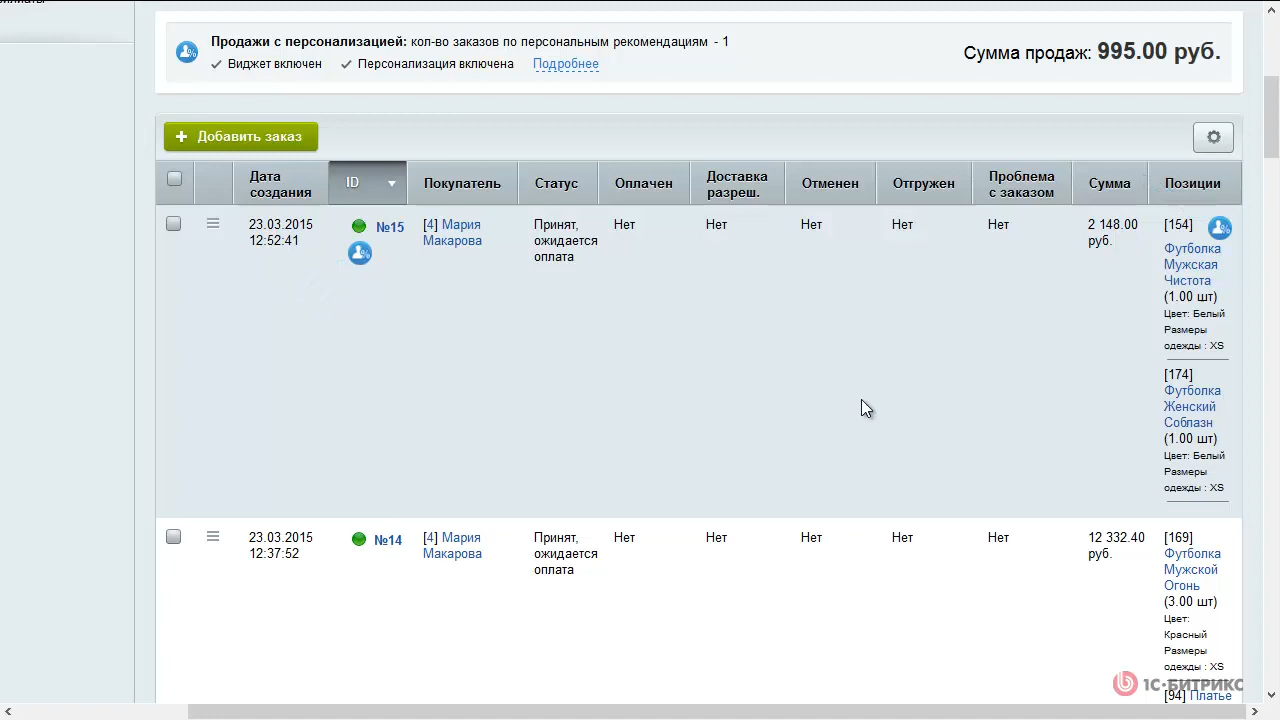 Продажи с персонализацией: кол-во заказов по персональным рекомендациям - 1
Виджет включен
Персонализация включена
Подробнее
Сумма продаж: 995.00 руб.
+ Добавить заказ
Дата создания
ID
Покупатель
Статус
Оплачен
Доставка разреш.
Отменен
Отгружен
Проблема с заказом
Сумма
Позиции
23.03.2015
12:52:41
№15
[4] Мария
Макарова
Принят,
ожидается
оплата
Нет
Нет
Нет
Нет
Нет
2 148.00
руб.
[154]
Футболка
Мужская
Чистота
(1.00 шт)
Цвет: Белый
Размеры
одежды : XS
[174]
Футболка
Женский
Соблазн
(1.00 шт)
Цвет: Белый
Размеры
одежды : XS
23.03.2015
12:37:52
№14
[4] Мария
Макарова
Принят,
ожидается
оплата
Нет
Нет
Нет
Нет
Нет
12 332.40
руб.
[169]
Футболка
Мужской
Огонь
(3.00 шт)
Цвет:
Красный
Размеры
одежды : XS
[94] Платье
1С-БИТРИКС